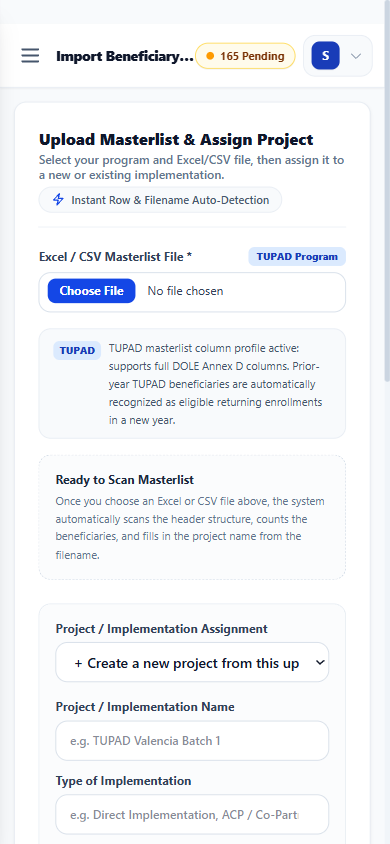 Import Beneficiary...
165 Pending
S
Upload Masterlist & Assign Project
Select your program and Excel/CSV file, then assign it to
a new or existing implementation.
Instant Row & Filename Auto-Detection
Excel / CSV Masterlist File *
TUPAD Program
Choose File No file chosen
TUPAD
TUPAD masterlist column profile active:
supports full DOLE Annex D columns. Prior-
year TUPAD beneficiaries are automatically
recognized as eligible returning enrollments
in a new year.
Ready to Scan Masterlist
Once you choose an Excel or CSV file above, the system
automatically scans the header structure, counts the
beneficiaries, and fills in the project name from the
filename.
Project / Implementation Assignment
+ Create a new project from this up
Project / Implementation Name
e.g. TUPAD Valencia Batch 1
Type of Implementation
e.g. Direct Implementation, ACP / Co-Part